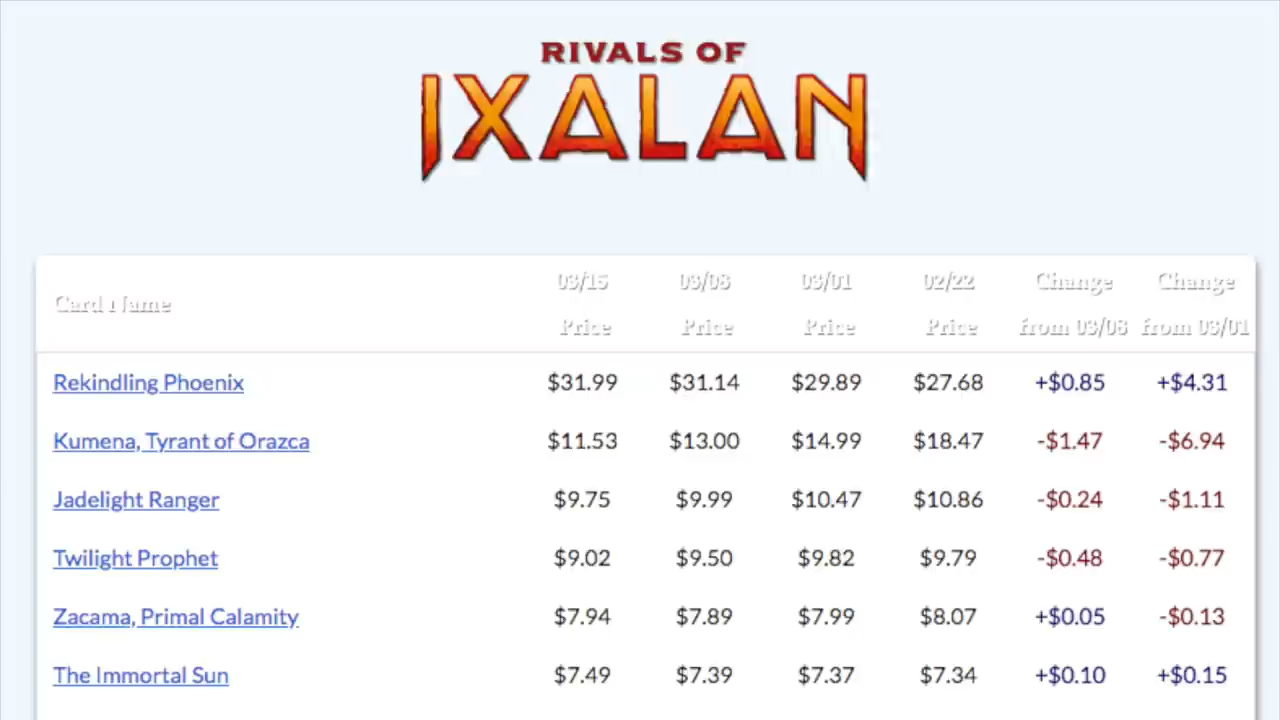 RIVALS OF
IXALAN
Card Name 03/15 Price 03/08 Price 03/01 Price 02/22 Price Change from 03/08 Change from 03/01
Rekindling Phoenix $31.99 $31.14 $29.89 $27.68 +$0.85 +$4.31
Kumena, Tyrant of Orazca $11.53 $13.00 $14.99 $18.47 -$1.47 -$6.94
Jadelight Ranger $9.75 $9.99 $10.47 $10.86 -$0.24 -$1.11
Twilight Prophet $9.02 $9.50 $9.82 $9.79 -$0.48 -$0.77
Zacama, Primal Calamity $7.94 $7.89 $7.99 $8.07 +$0.05 -$0.13
The Immortal Sun $7.49 $7.39 $7.37 $7.34 +$0.10 +$0.15